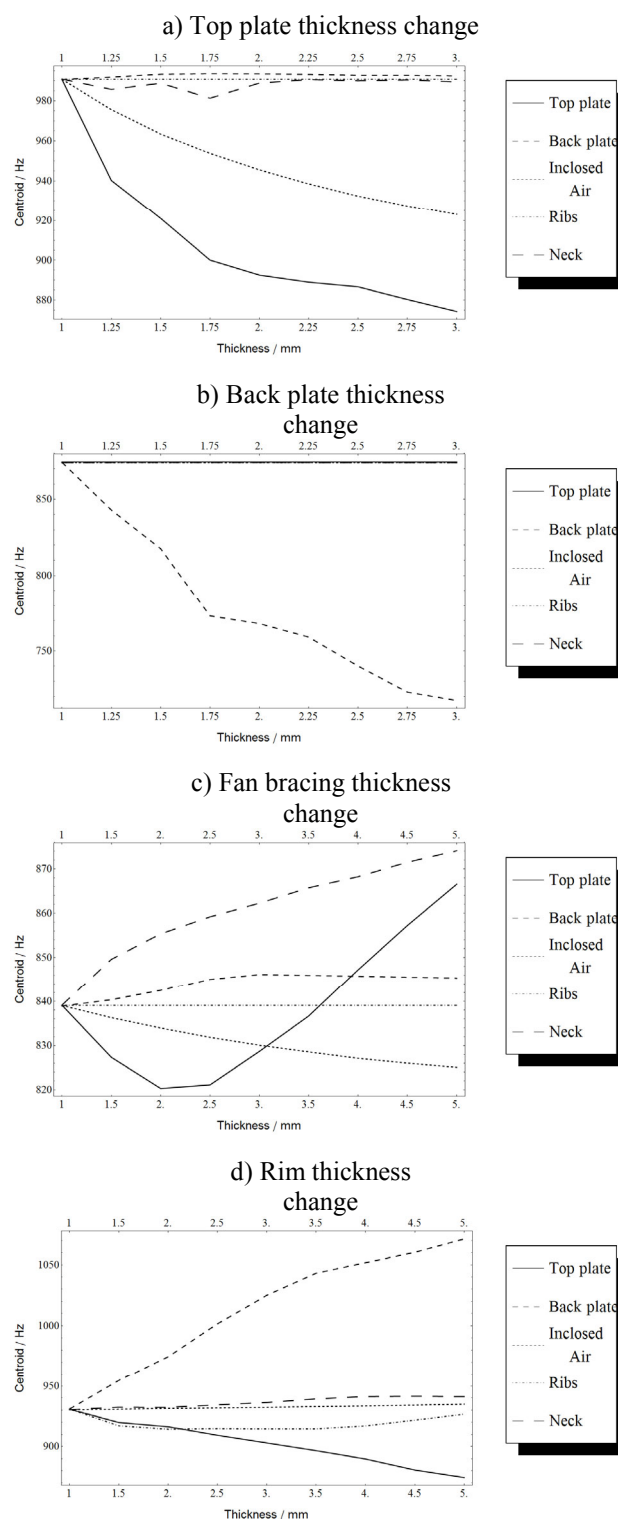 a) Top plate thickness change
1 1.25 1.5 1.75 2. 2.25 2.5 2.75 3.
980
960
940
920
900
880
Centroid / Hz
1 1.25 1.5 1.75 2. 2.25 2.5 2.75 3.
Thickness / mm
Top plate
Back plate
Inclosed
Air
Ribs
Neck
b) Back plate thickness
change
1 1.25 1.5 1.75 2. 2.25 2.5 2.75 3.
850
800
750
Centroid / Hz
1 1.25 1.5 1.75 2. 2.25 2.5 2.75 3.
Thickness / mm
Top plate
Back plate
Inclosed
Air
Ribs
Neck
c) Fan bracing thickness
change
1 1.5 2. 2.5 3. 3.5 4. 4.5 5.
870
860
850
840
830
820
Centroid / Hz
1 1.5 2. 2.5 3. 3.5 4. 4.5 5.
Thickness / mm
Top plate
Back plate
Inclosed
Air
Ribs
Neck
d) Rim thickness
change
1 1.5 2. 2.5 3. 3.5 4. 4.5 5.
1050
1000
950
900
Centroid / Hz
1 1.5 2. 2.5 3. 3.5 4. 4.5 5.
Thickness / mm
Top plate
Back plate
Inclosed
Air
Ribs
Neck